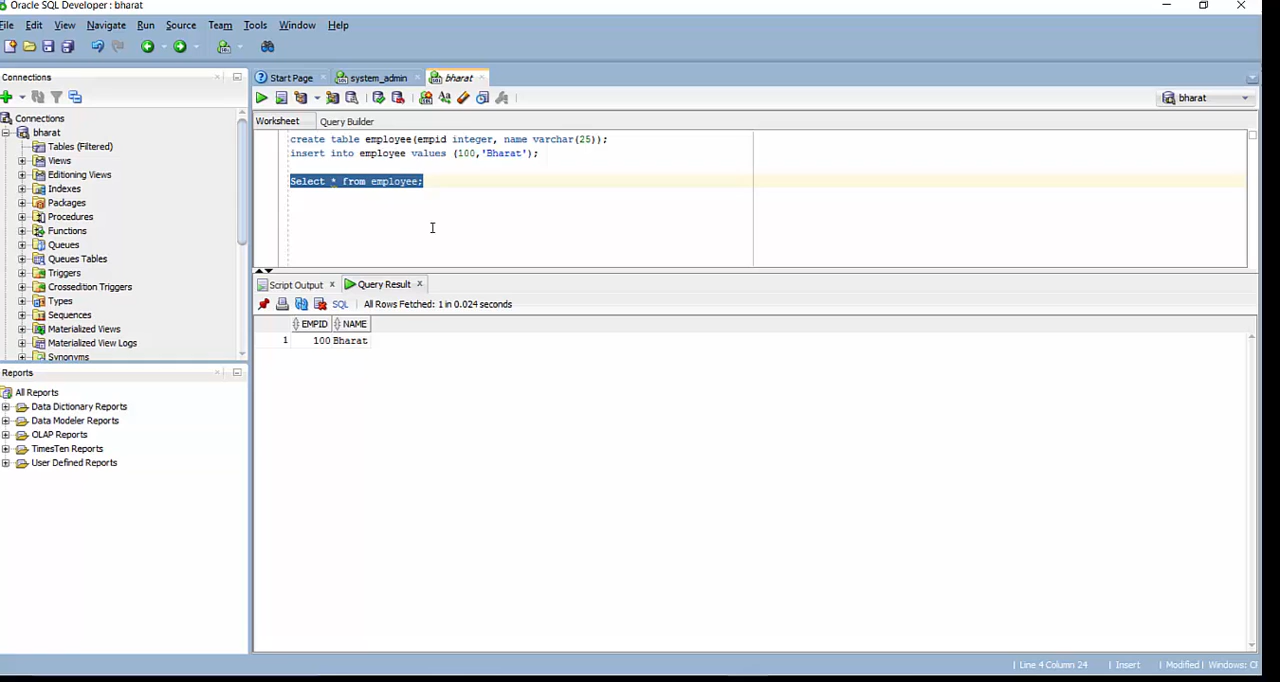 Oracle SQL Developer : bharat
File Edit View Navigate Run Source Team Tools Window Help
Connections
Connections
bharat
Tables (Filtered)
Views
Editioning Views
Indexes
Packages
Procedures
Functions
Queues
Queues Tables
Triggers
Crossedition Triggers
Types
Sequences
Materialized Views
Materialized View Logs
Synonyms
Reports
All Reports
Data Dictionary Reports
Data Modeler Reports
OLAP Reports
TimesTen Reports
User Defined Reports
Start Page system_admin bharat
bharat
Worksheet Query Builder
create table employee(empid integer, name varchar(25));
insert into employee values (100,'Bharat');
Select * from employee;
Script Output Query Result
SQL All Rows Fetched: 1 in 0.024 seconds
EMPID NAME
1 100 Bharat
Line 4 Column 24 Insert Modified Windows: Cl